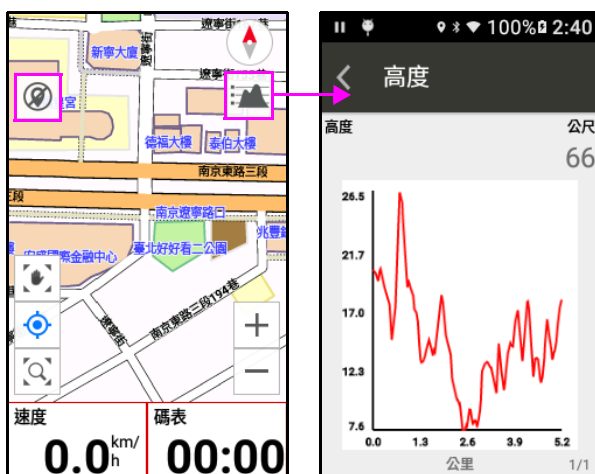 遼寧街
新寧大廈
遼寧街
宮
德福大樓
泰伯大樓
南京東路三段
段
南京遼寧路口
兆豐
安盛國際金融中心
臺北好好看二公園
南京東路三段194巷
遼寧街
速度
0.0 km/h
碼表
00:00
100% 2:40
高度
高度
公尺
66
26.5
21.7
17.0
12.3
7.6
0.0 1.3 2.6 3.9 5.2
公里
1/1